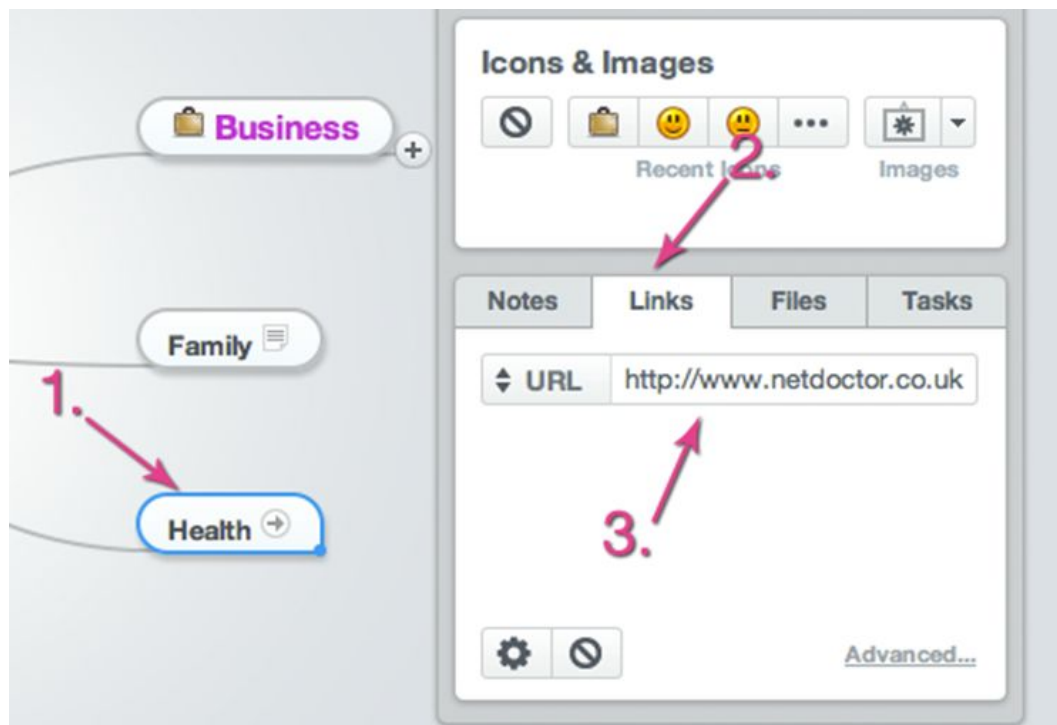 Icons & Images
Business
2.
Recent Icons
Images
Notes Links Files Tasks
Family
URL http://www.netdoctor.co.uk
1.
Health
3.
Advanced...